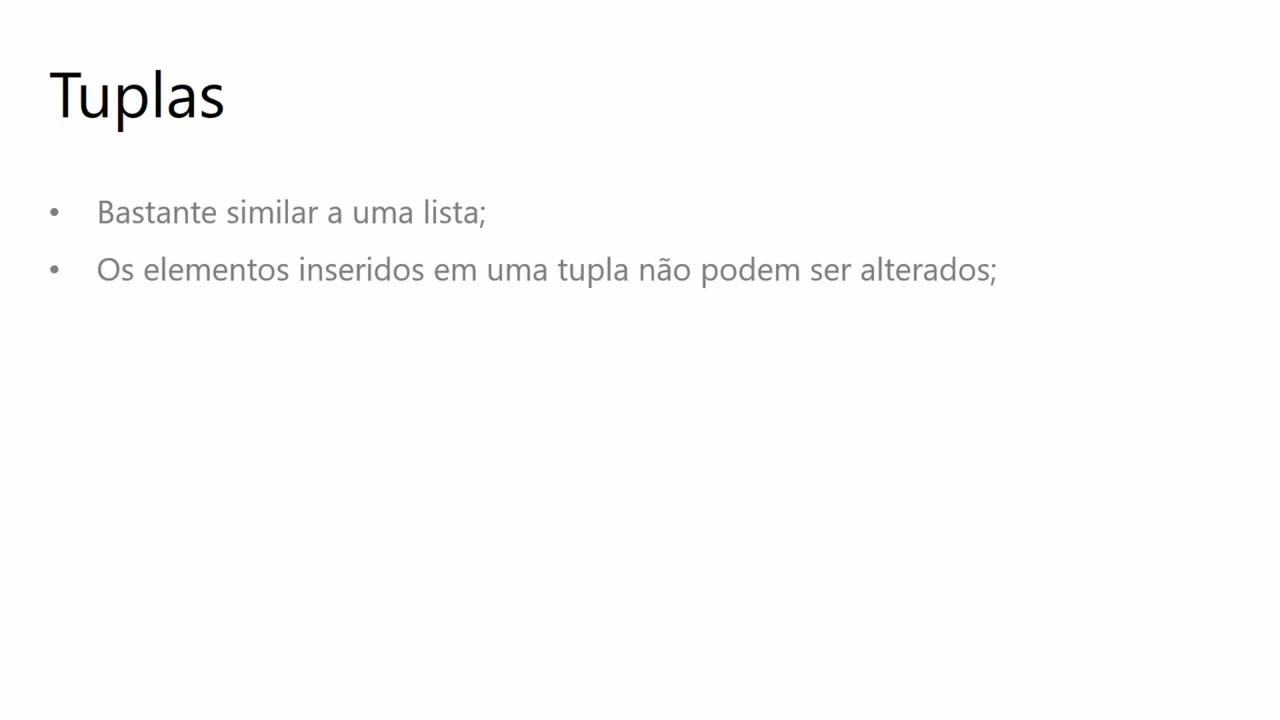 Tuplas
• Bastante similar a uma lista;
• Os elementos inseridos em uma tupla não podem ser alterados;